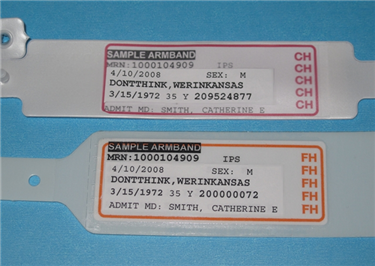 SAMPLE ARMBAND
MRN:1000104909 IPS
4/10/2008 SEX: M
DONTTHINK,WERINKANSAS
3/15/1972 35 Y 209524877
ADMIT MD: SMITH, CATHERINE E
CH
CH
CH
CH
CH
SAMPLE ARMBAND
MRN:1000104909 IPS
4/10/2008 SEX: M
DONTTHINK,WERINKANSAS
3/15/1972 35 Y 200000072
ADMIT MD: SMITH, CATHERINE E
FH
FH
FH
FH
FH